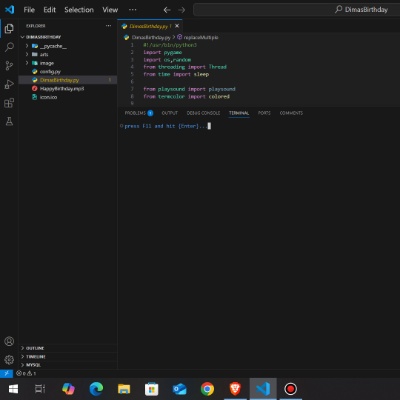 File Edit Selection View ...
DimasBirthday
EXPLORER
DIMASBIRTHDAY
__pycache__
arts
image
config.py
DimasBirthday.py 1
HappyBirthday.mp3
icon.ico
OUTLINE
TIMELINE
MYSQL
DimasBirthday.py 1
DimasBirthday.py > replaceMultiple
1 #!/usr/bin/python3
2 import pygame
3 import os,random
4 from threading import Thread
5 from time import sleep
6
7 from playsound import playsound
8 from termcolor import colored
9
PROBLEMS 1 OUTPUT DEBUG CONSOLE TERMINAL PORTS COMMENTS
press F11 and hit [Enter]...
0 1